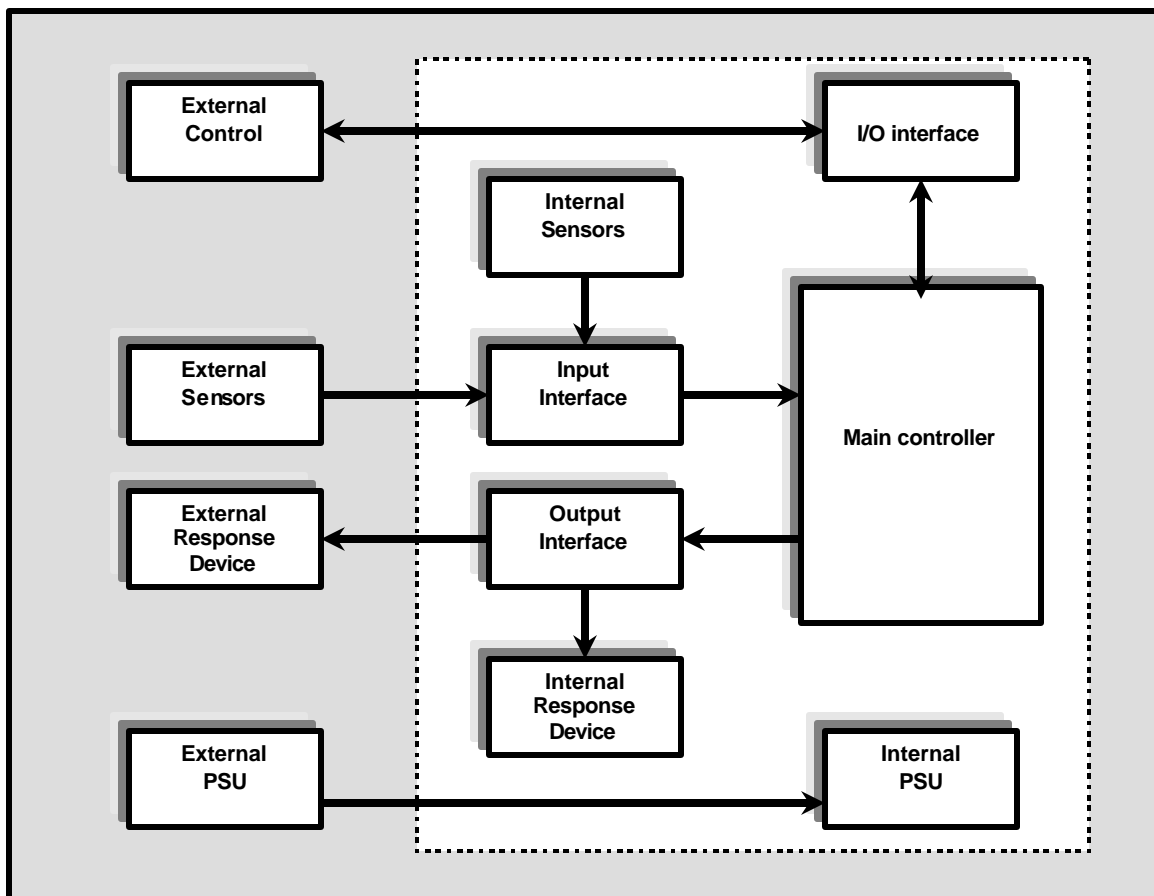 External
Control
I/O interface
Internal
Sensors
External
Sensors
Input
Interface
Main controller
External
Response
Device
Output
Interface
Internal
Response
Device
External
PSU
Internal
PSU